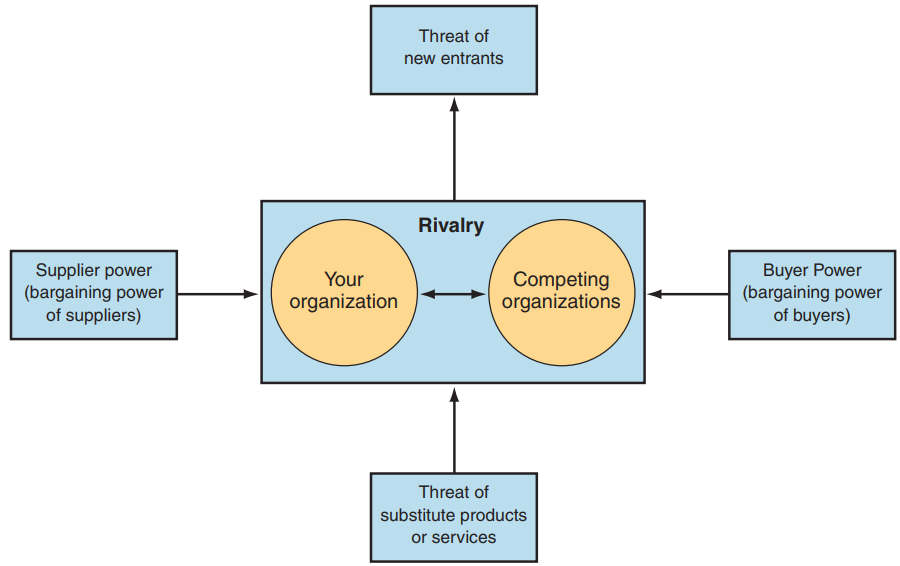 Threat of
new entrants
Rivalry
Supplier power
(bargaining power
of suppliers)
Your
organization
Competing
organizations
Buyer Power
(bargaining power
of buyers)
Threat of
substitute products
or services